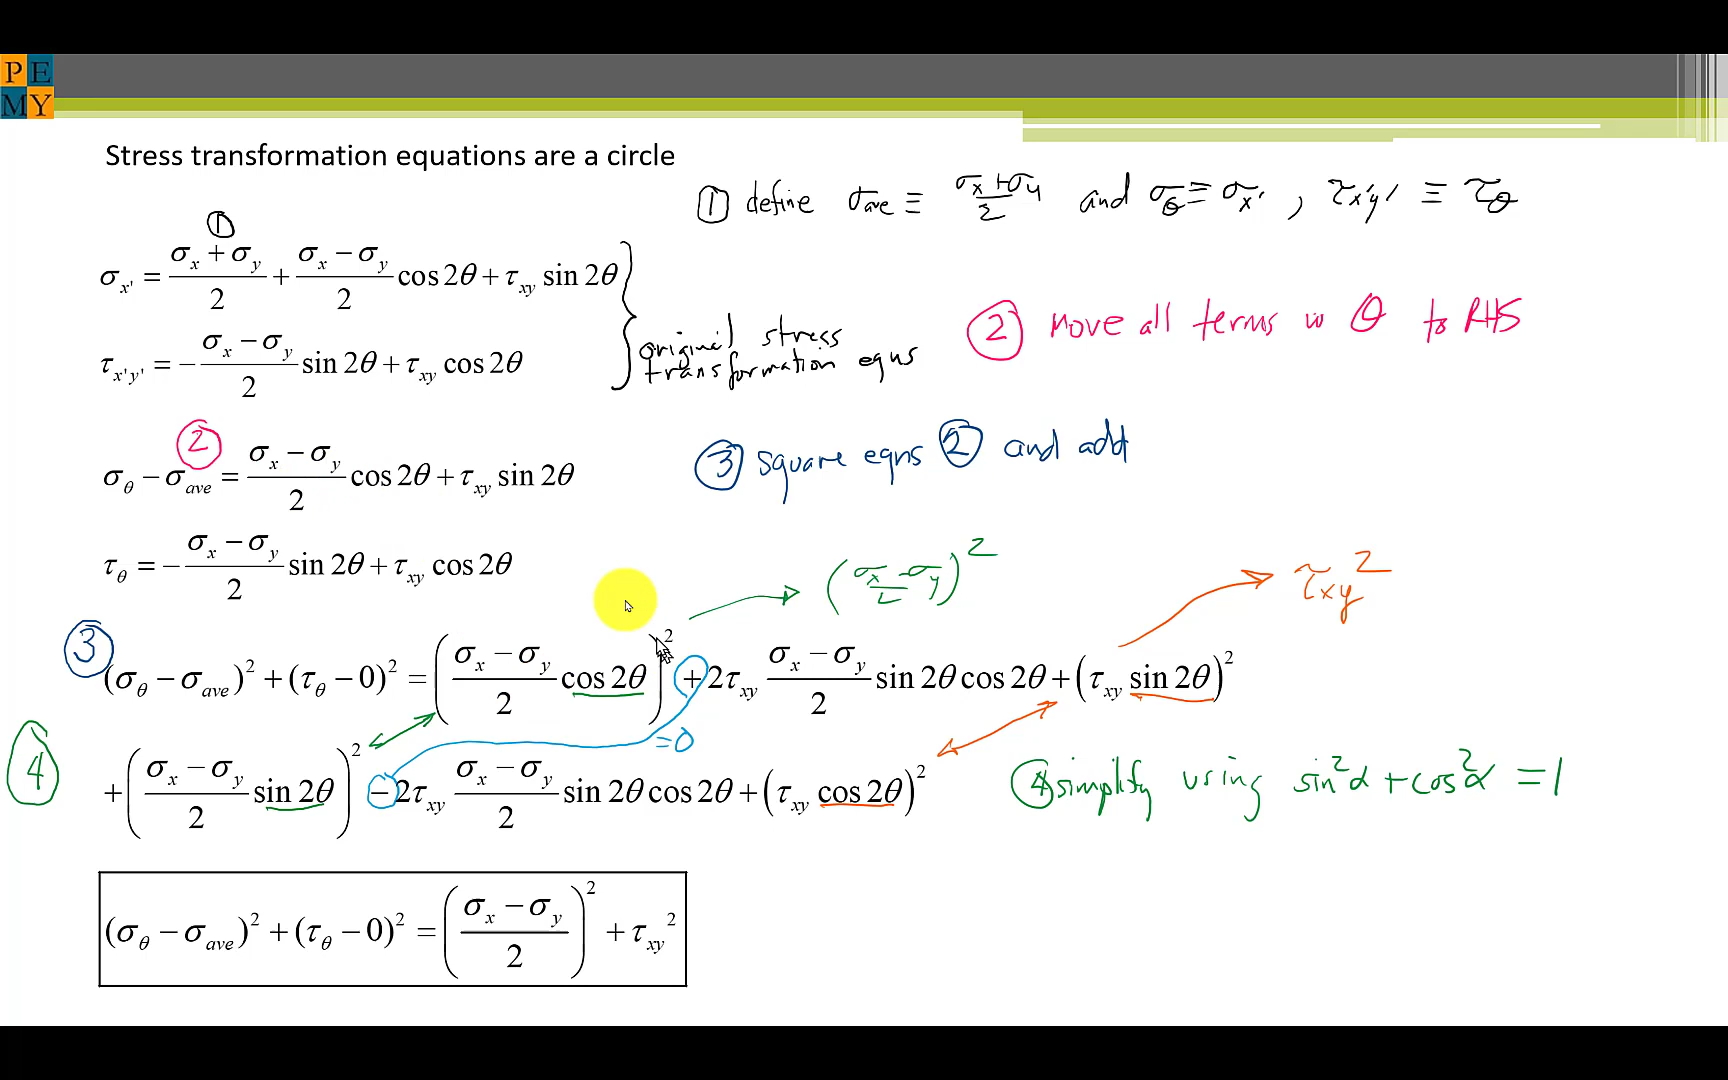 P E
M Y
Stress transformation equations are a circle
① define σave ≡ (σx+σy)/2 and σθ ≡ σx' , τx'y' ≡ τθ
①
σx' = (σx + σy)/2 + (σx − σy)/2 cos 2θ + τxy sin 2θ
τx'y' = −(σx − σy)/2 sin 2θ + τxy cos 2θ
original stress
transformation eqns
② move all terms w θ to RHS
②
σθ − σave = (σx − σy)/2 cos 2θ + τxy sin 2θ
③ square eqns ② and add
τθ = −(σx − σy)/2 sin 2θ + τxy cos 2θ
((σx−σy)/2)²
τxy²
③
(σθ − σave)² + (τθ − 0)² = ((σx − σy)/2 cos 2θ)² + 2τxy (σx − σy)/2 sin 2θ cos 2θ + (τxy sin 2θ)²
=0
④
+ ((σx − σy)/2 sin 2θ)² − 2τxy (σx − σy)/2 sin 2θ cos 2θ + (τxy cos 2θ)²
④ simplify using sin²α + cos²α = 1
(σθ − σave)² + (τθ − 0)² = ((σx − σy)/2)² + τxy²